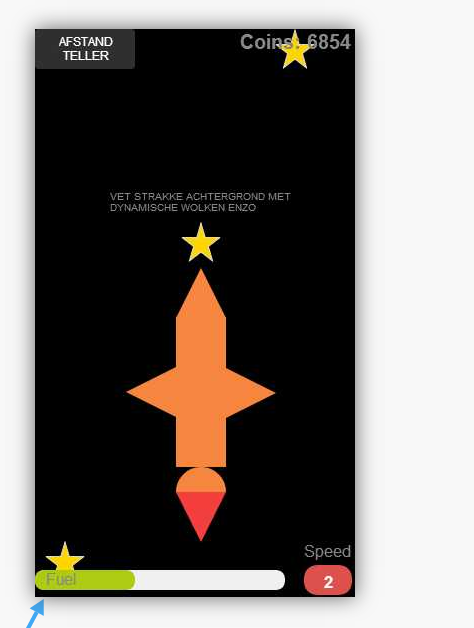 AFSTAND
TELLER
Coins: 6854
VET STRAKKE ACHTERGROND MET
DYNAMISCHE WOLKEN ENZO
Speed
Fuel
2